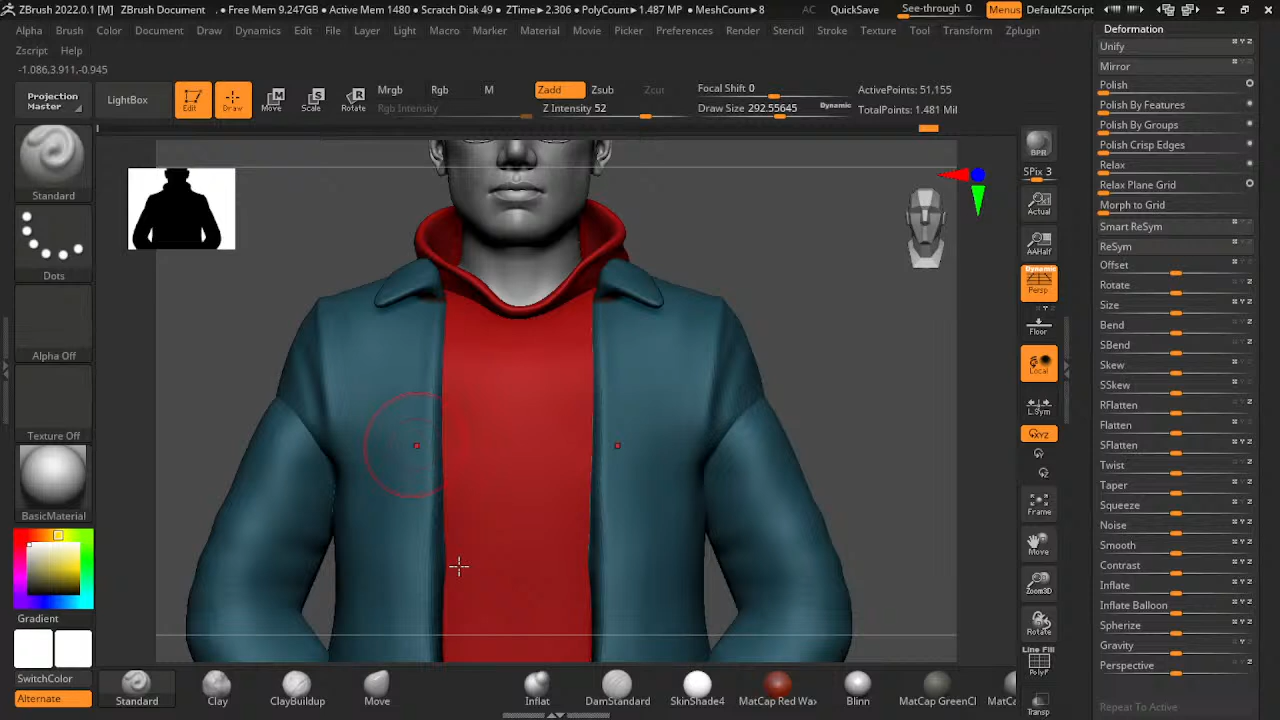 ZBrush 2022.0.1 [M]   ZBrush Document   . • Free Mem 9.247GB • Active Mem 1480 • Scratch Disk 49 • ZTime▸2.306 • PolyCount▸1.487 MP • MeshCount▸8   AC   QuickSave   See-through 0   Menus   DefaultZScript
Alpha Brush Color Document Draw Dynamics Edit File Layer Light Macro Marker Material Movie Picker Preferences Render Stencil Stroke Texture Tool Transform Zplugin
Zscript Help
-1.086,3.911,-0.945
Projection Master
LightBox
Edit
Draw
Move
Scale
Rotate
Mrgb Rgb M
Rgb Intensity
Zadd Zsub Zcut
Z Intensity 52
Focal Shift 0
Draw Size 292.55645 Dynamic
ActivePoints: 51,155
TotalPoints: 1.481 Mil
Standard
Dots
Alpha Off
Texture Off
BasicMaterial
Gradient
SwitchColor
Alternate
BPR
SPix 3
Actual
AAHalf
Dynamic
Persp
Floor
Local
L.Sym
XYZ
Frame
Move
Zoom3D
Rotate
Line Fill
PolyF
Transp
Deformation
Unify
Mirror
Polish
Polish By Features
Polish By Groups
Polish Crisp Edges
Relax
Relax Plane Grid
Morph to Grid
Smart ReSym
ReSym
Offset
Rotate
Size
Bend
SBend
Skew
SSkew
RFlatten
Flatten
SFlatten
Twist
Taper
Squeeze
Noise
Smooth
Contrast
Inflate
Inflate Balloon
Spherize
Gravity
Perspective
Repeat To Active
Standard Clay ClayBuildup Move Inflat DamStandard SkinShade4 MatCap Red Wax Blinn MatCap GreenCl MatCa